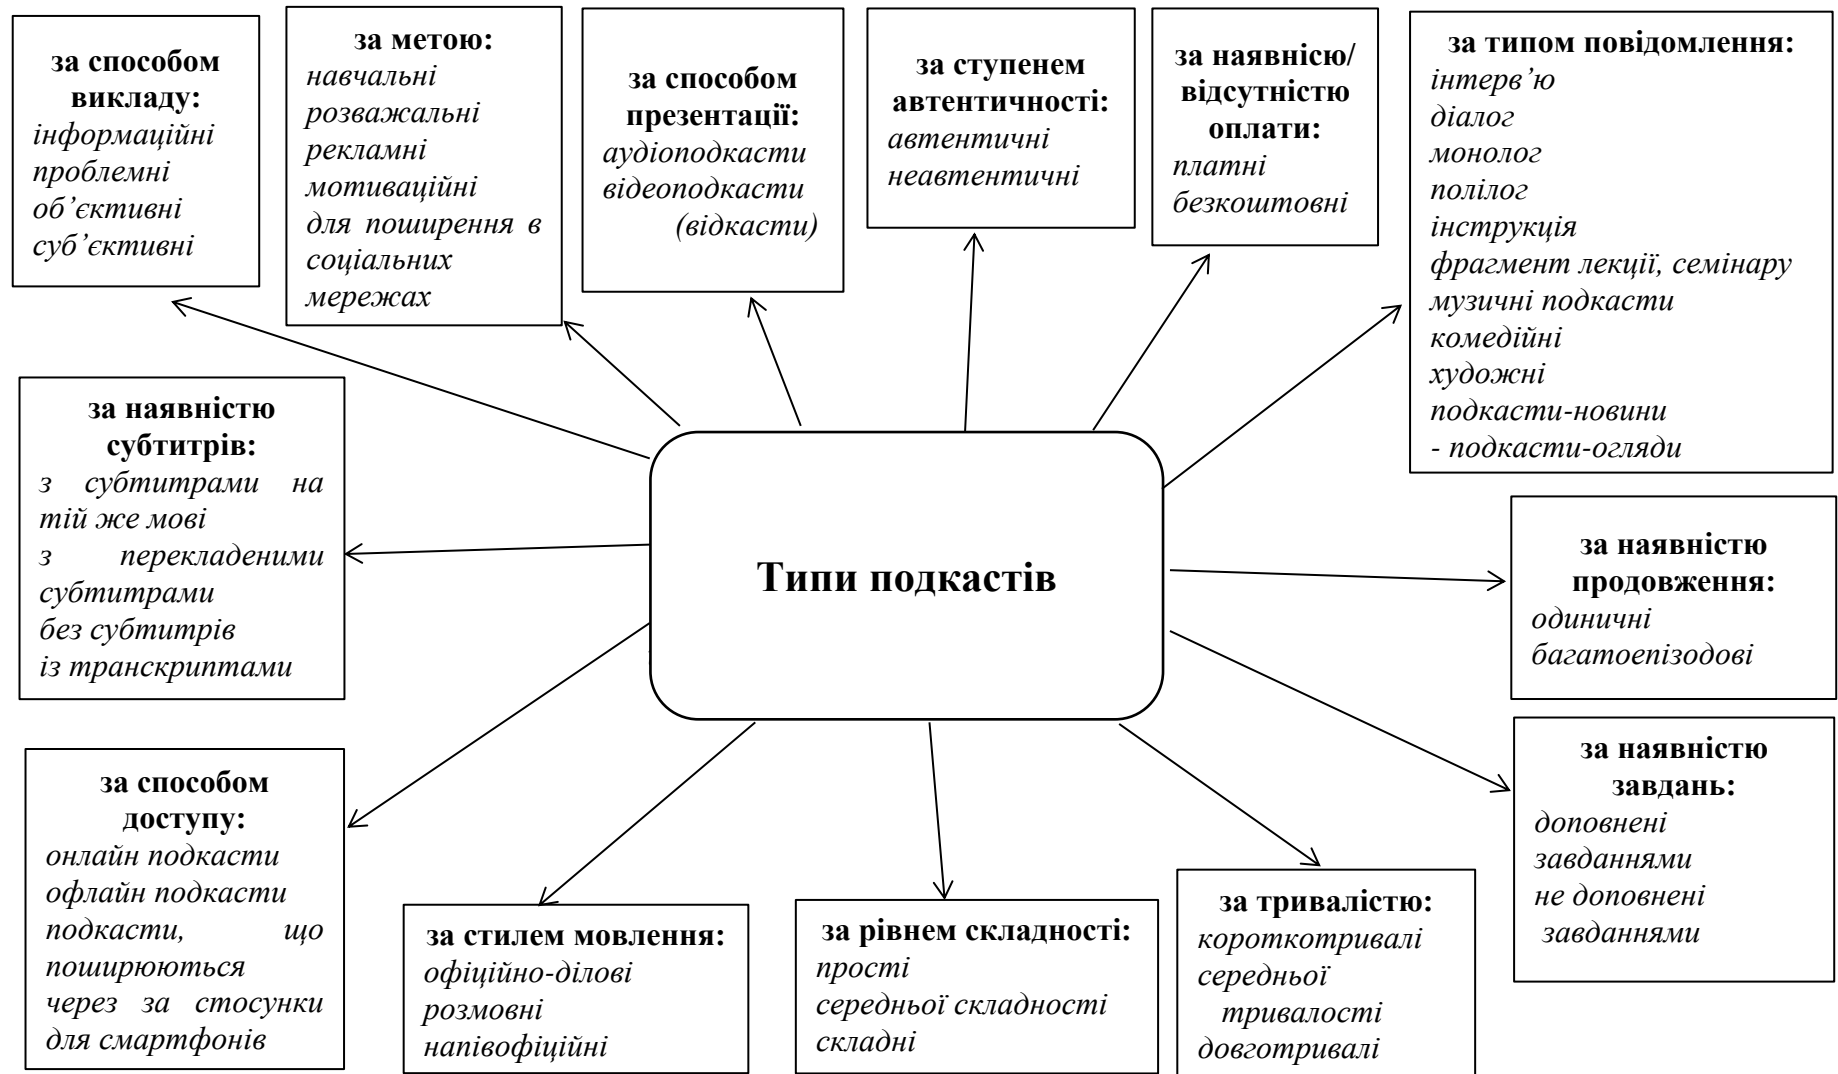 за способом
викладу:
інформаційні
проблемні
об’єктивні
суб’єктивні
за метою:
навчальні
розважальні
рекламні
мотиваційні
для поширення в
соціальних
мережах
за способом
презентації:
аудіоподкасти
відеоподкасти
(відкасти)
за ступенем
автентичності:
автентичні
неавтентичні
за наявнісю/
відсутністю
оплати:
платні
безкоштовні
за типом повідомлення:
інтерв’ю
діалог
монолог
полілог
інструкція
фрагмент лекції, семінару
музичні подкасти
комедійні
художні
подкасти-новини
- подкасти-огляди
за наявністю
субтитрів:
з субтитрами на
тій же мові
з перекладеними
субтитрами
без субтитрів
із транскриптами
Типи подкастів
за наявністю
продовження:
одиничні
багатоепізодові
за способом
доступу:
онлайн подкасти
офлайн подкасти
подкасти, що
поширюються
через за стосунки
для смартфонів
за стилем мовлення:
офіційно-ділові
розмовні
напівофіційні
за рівнем складності:
прості
середньої складності
складні
за тривалістю:
короткотривалі
середньої
тривалості
довготривалі
за наявністю
завдань:
доповнені
завданнями
не доповнені
завданнями